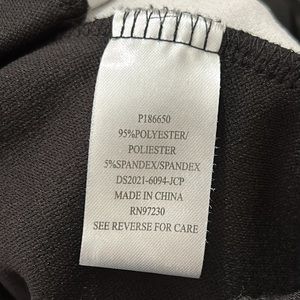 P186650
95%POLYESTER/
POLIESTER
5%SPANDEX/SPANDEX
DS2021-6094-JCP
MADE IN CHINA
RN97230
SEE REVERSE FOR CARE